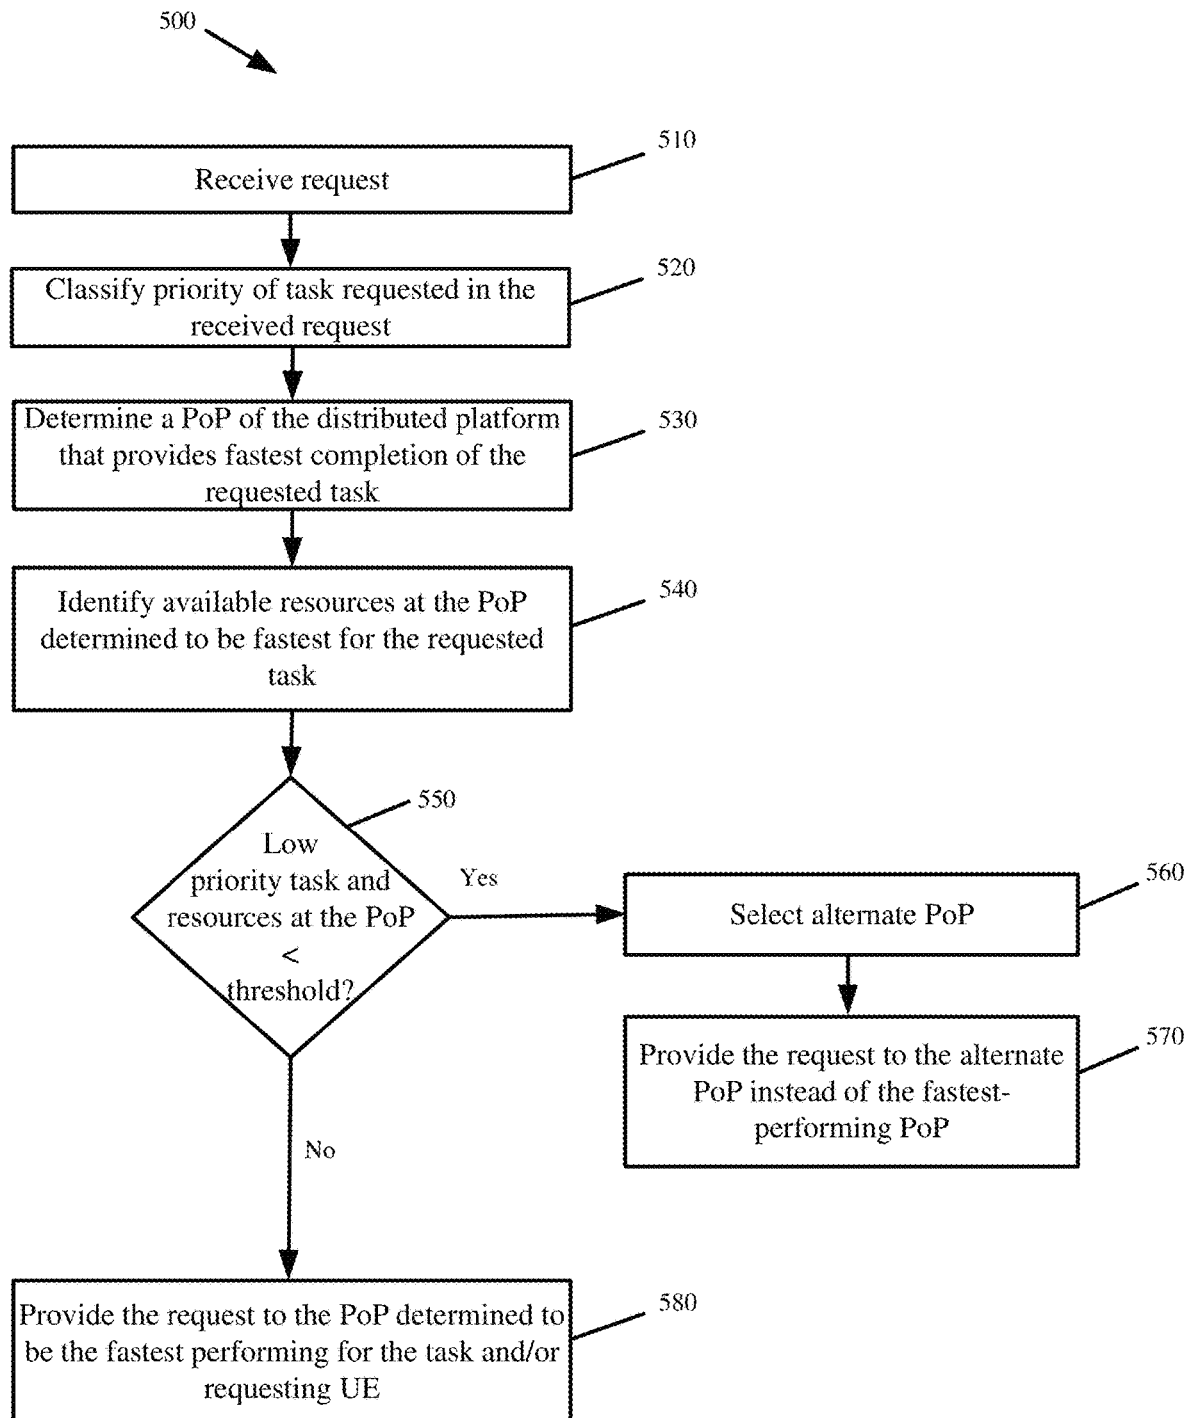 500
510
Receive request
520
Classify priority of task requested in the
received request
530
Determine a PoP of the distributed platform
that provides fastest completion of the
requested task
540
Identify available resources at the PoP
determined to be fastest for the requested
task
550
Low
priority task and
resources at the PoP
<
threshold?
Yes
560
Select alternate PoP
570
Provide the request to the alternate
PoP instead of the fastest-
performing PoP
No
580
Provide the request to the PoP determined to
be the fastest performing for the task and/or
requesting UE